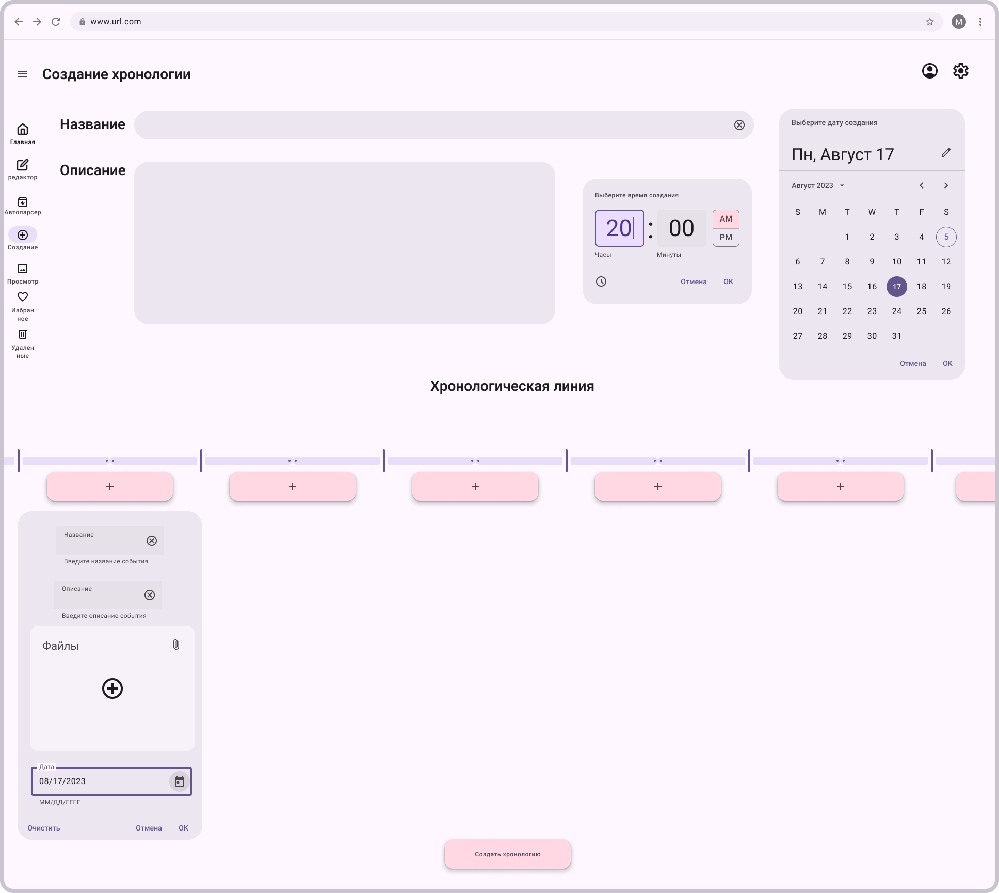 www.url.com
M
Создание хронологии
Главная
редактор
Автопарсер
Создание
Просмотр
Избран
ное
Удален
ные
Название
Описание
Выберите время создания
20 : 00
AM
PM
Часы
Минуты
Отмена
OK
Выберите дату создания
Пн, Август 17
Август 2023
S M T W T F S
1 2 3 4 5
6 7 8 9 10 11 12
13 14 15 16 17 18 19
20 21 22 23 24 25 26
27 28 29 30 31
Отмена
OK
Хронологическая линия
+ + + + +
Название
Введите название события
Описание
Введите описание события
Файлы
Дата
08/17/2023
ММ/ДД/ГГГГ
Очистить
Отмена
OK
Создать хронологию